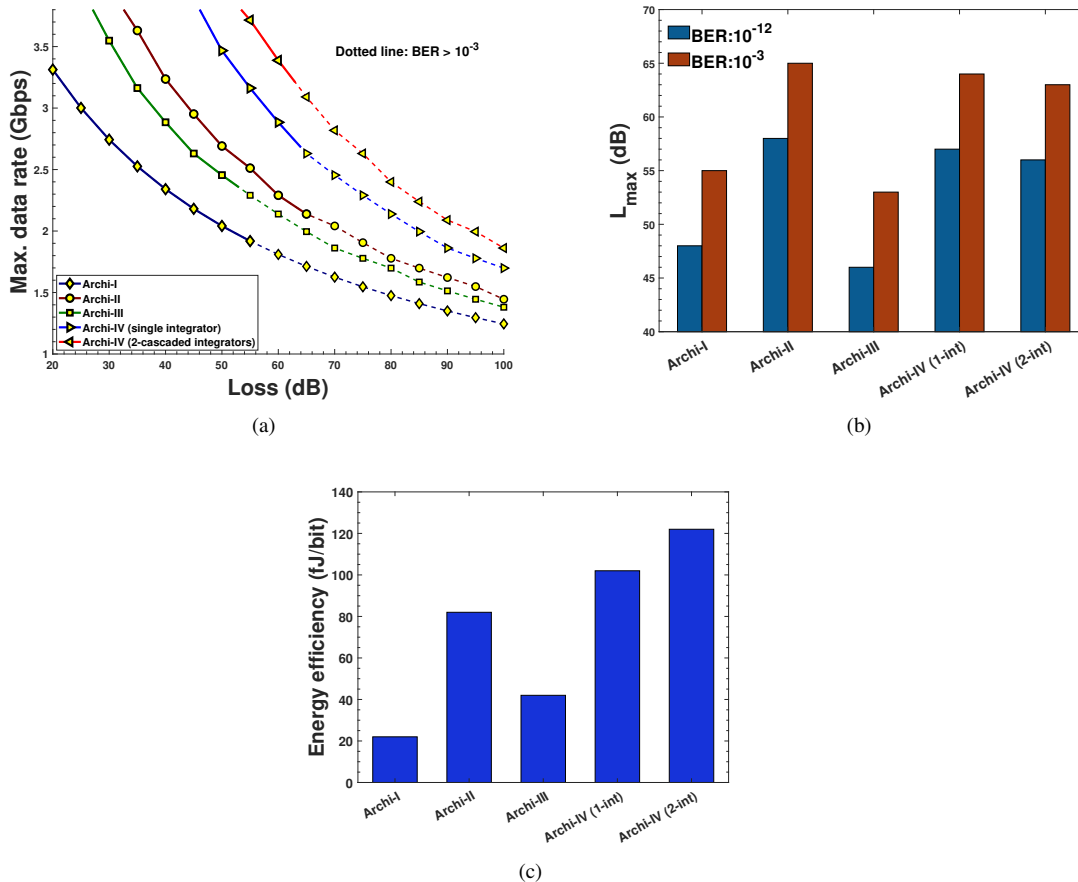 Max. data rate (Gbps)
3.5
3
2.5
2
1.5
1
Dotted line: BER > 10^-3
Archi-I
Archi-II
Archi-III
Archi-IV (single integrator)
Archi-IV (2-cascaded integrators)
20 30 40 50 60 70 80 90 100
Loss (dB)
(a)
L_max (dB)
70
65
60
55
50
45
40
BER:10^-12
BER:10^-3
Archi-I Archi-II Archi-III Archi-IV (1-int) Archi-IV (2-int)
(b)
Energy efficiency (fJ/bit)
140
120
100
80
60
40
20
0
Archi-I Archi-II Archi-III Archi-IV (1-int) Archi-IV (2-int)
(c)